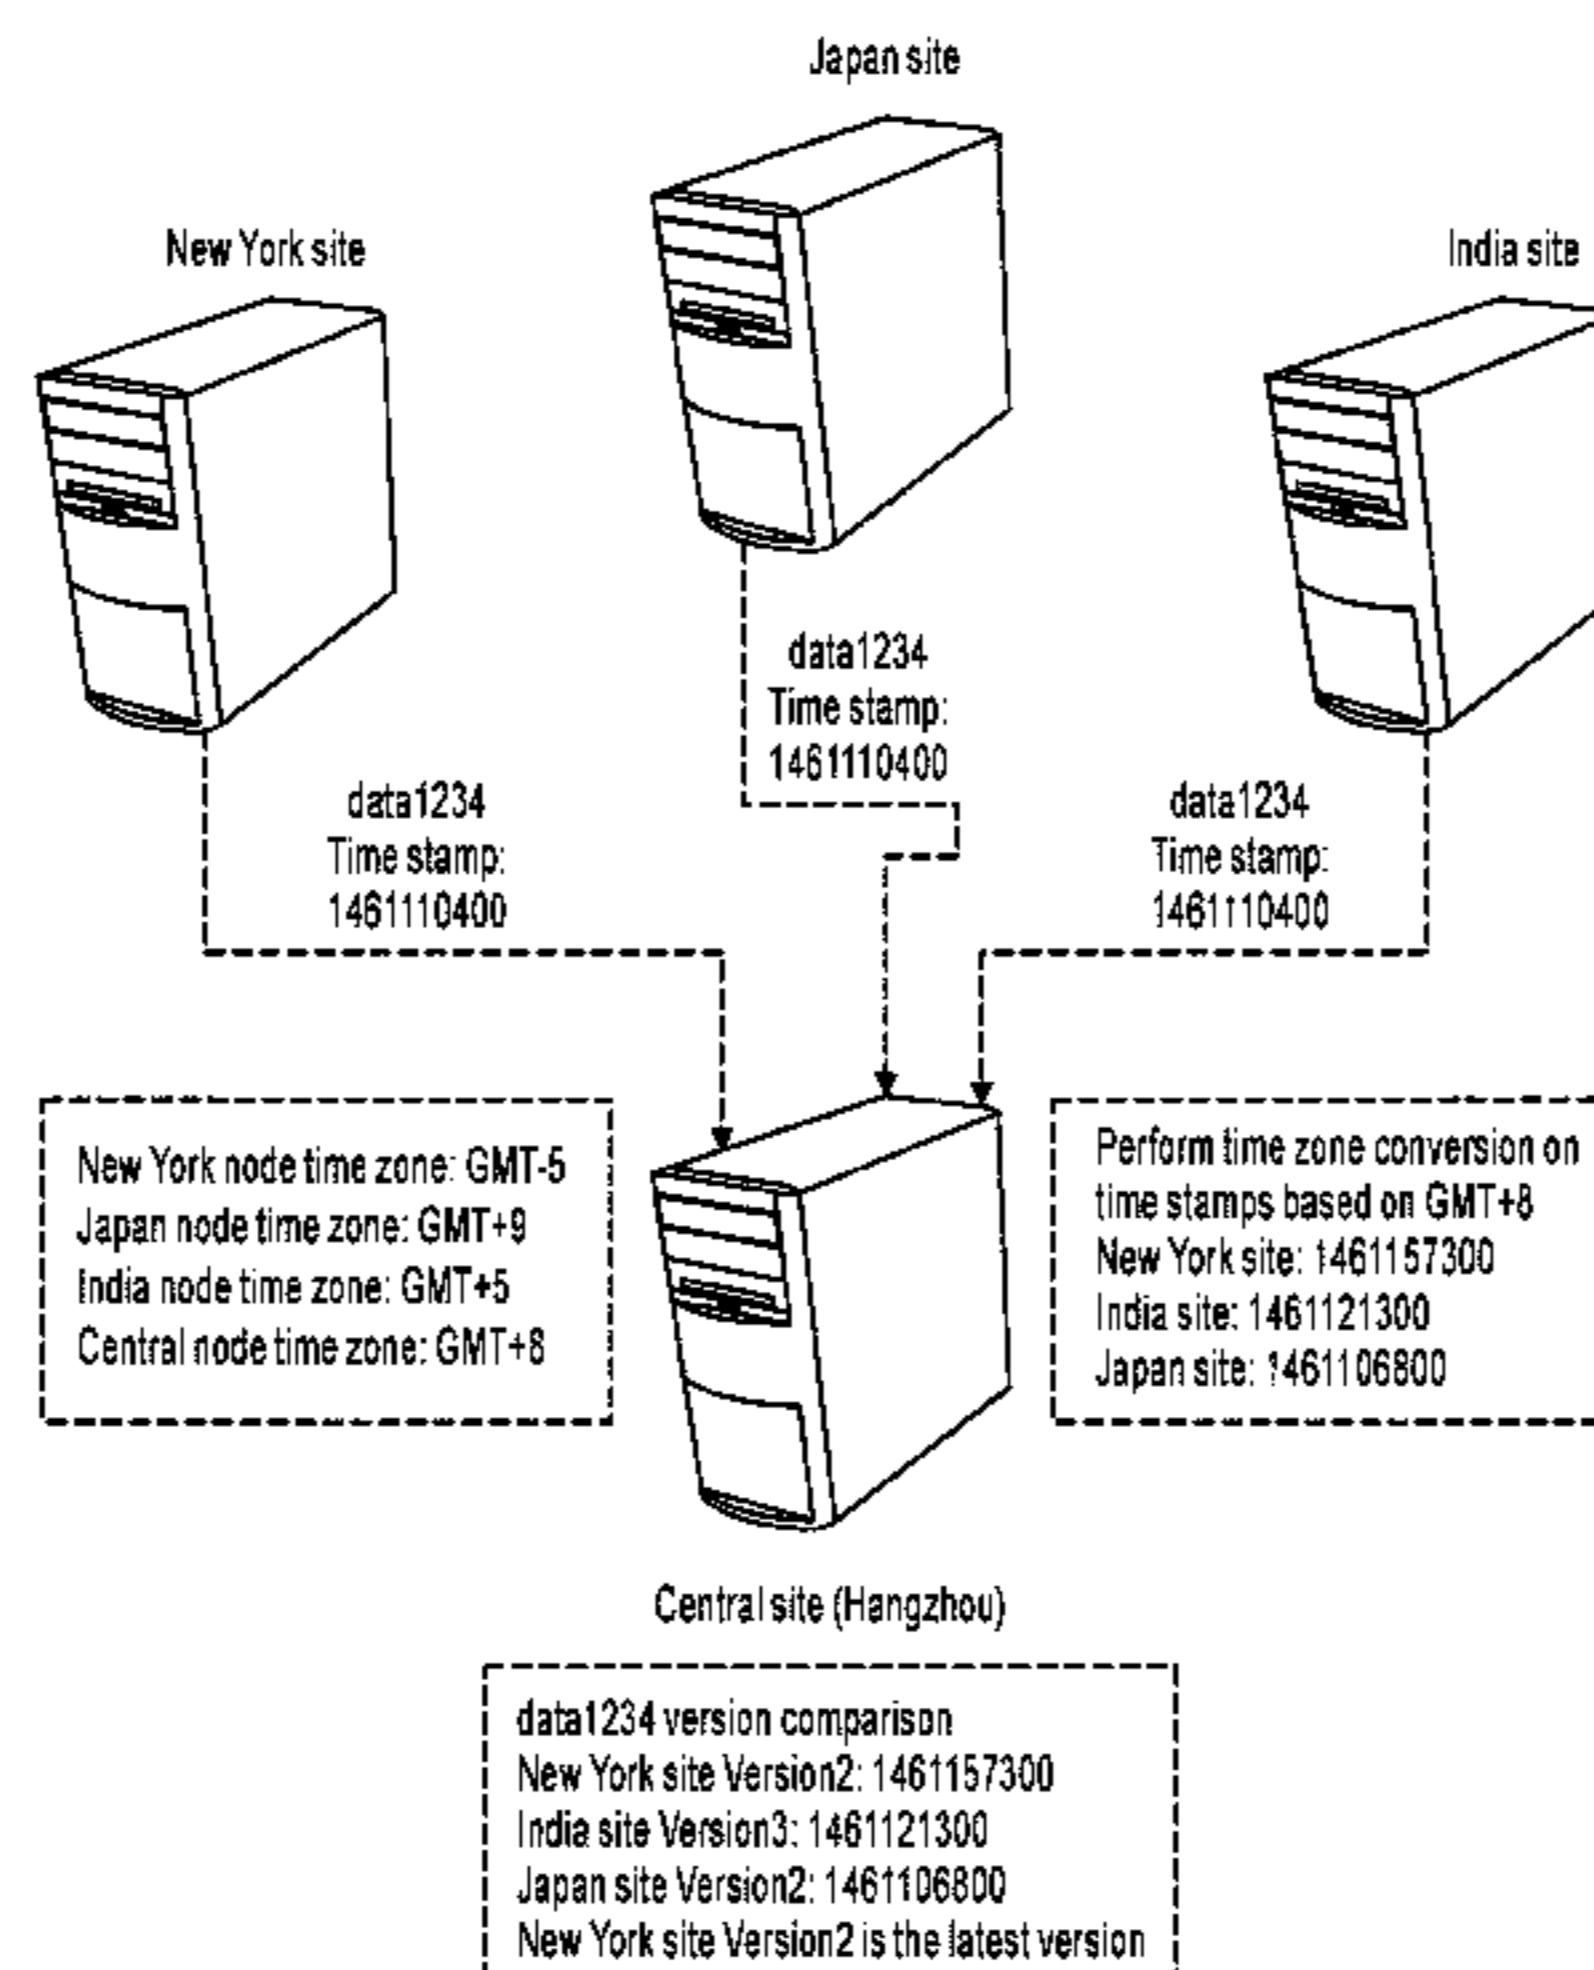 Japan site
New York site
India site
data1234
Time stamp:
1461110400
data1234
Time stamp:
1461110400
data1234
Time stamp:
1461110400
New York node time zone: GMT-5
Japan node time zone: GMT+9
India node time zone: GMT+5
Central node time zone: GMT+8
Perform time zone conversion on
time stamps based on GMT+8
New York site: 1461157300
India site: 1461121300
Japan site: 1461106800
Central site (Hangzhou)
data1234 version comparison
New York site Version2: 1461157300
India site Version3: 1461121300
Japan site Version2: 1461106800
New York site Version2 is the latest version